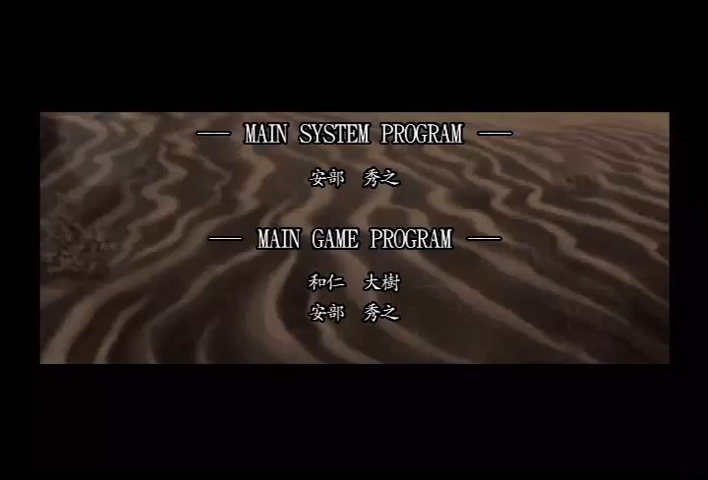 — MAIN SYSTEM PROGRAM —
安部 秀之
— MAIN GAME PROGRAM —
和仁 大樹
安部 秀之